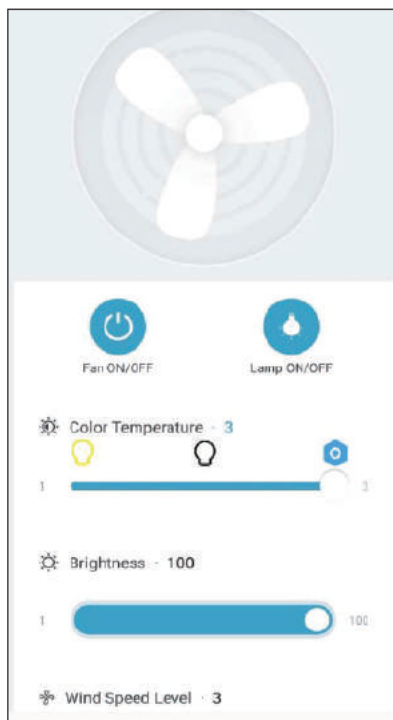 Fan ON/OFF Lamp ON/OFF
Color Temperature · 3
1 3
Brightness · 100
1 100
Wind Speed Level · 3